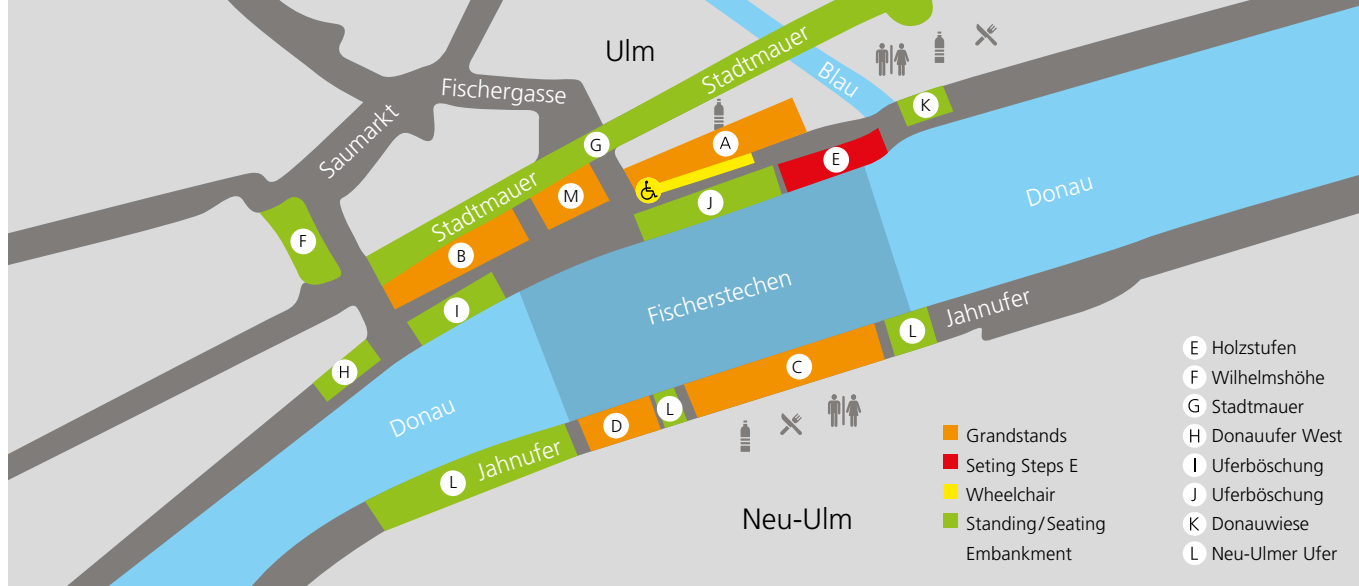 Ulm
Stadtmauer
Blau
Fischergasse
Saumarkt
K
A
G
E
Stadtmauer
M
J
Donau
F
B
Fischerstechen
I
Jahnufer
L
H
C
Donau
L
D
Jahnufer
L
Neu-Ulm
Grandstands
Seting Steps E
Wheelchair
Standing/Seating
Embankment
E Holzstufen
F Wilhelmshöhe
G Stadtmauer
H Donauufer West
I Uferböschung
J Uferböschung
K Donauwiese
L Neu-Ulmer Ufer